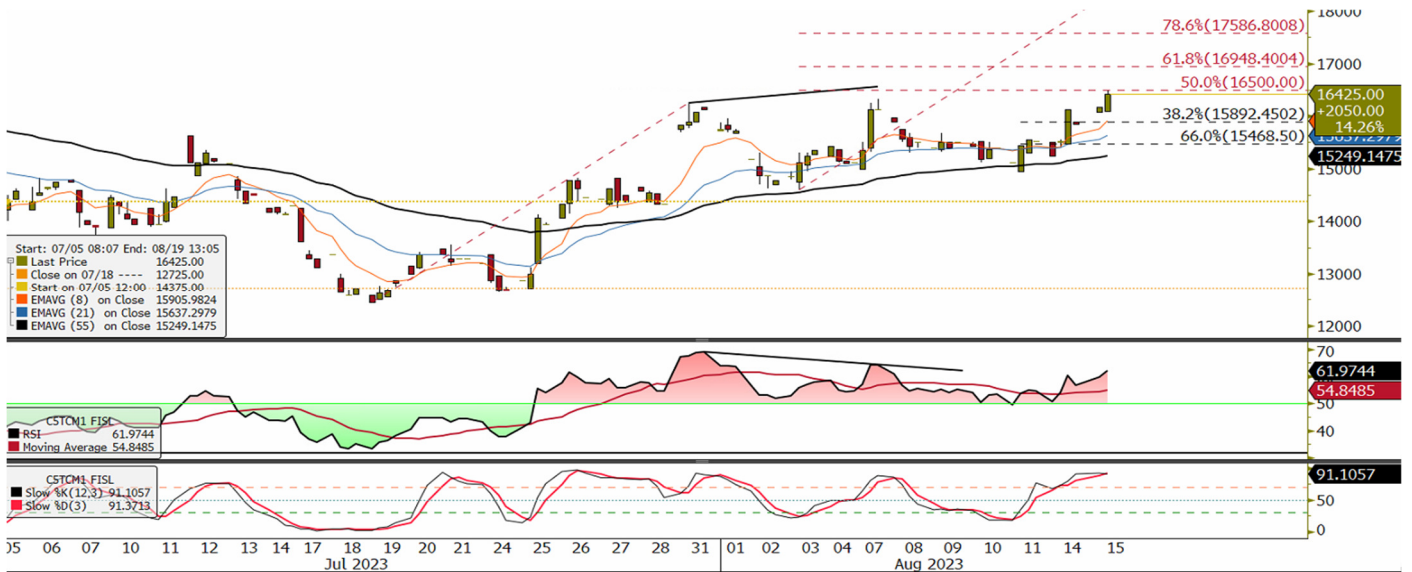 18000
78.6%(17586.8008)
17000
61.8%(16948.4004)
50.0%(16500.00)
16425.00
+2050.00
14.26%
38.2%(15892.4502)
66.0%(15468.50)
15249.1475
15000
14000
13000
12000
Start: 07/05 08:07 End: 08/19 13:05
Last Price 16425.00
Close on 07/18 ---- 12725.00
Start on 07/05 12:00 14375.00
EMAVG (8) on Close 15905.9824
EMAVG (21) on Close 15637.2979
EMAVG (55) on Close 15249.1475
70
61.9744
54.8485
50
40
CSTCM1 FISL
RSI 61.9744
Moving Average 54.8485
91.1057
50
0
CSTCM1 FISL
Slow %K(12,3) 91.1057
Slow %D(3) 91.3713
05 06 07 10 11 12 13 14 17 18 19 20 21 24 25 26 27 28 31 01 02 03 04 07 08 09 10 11 14 15
Jul 2023 Aug 2023